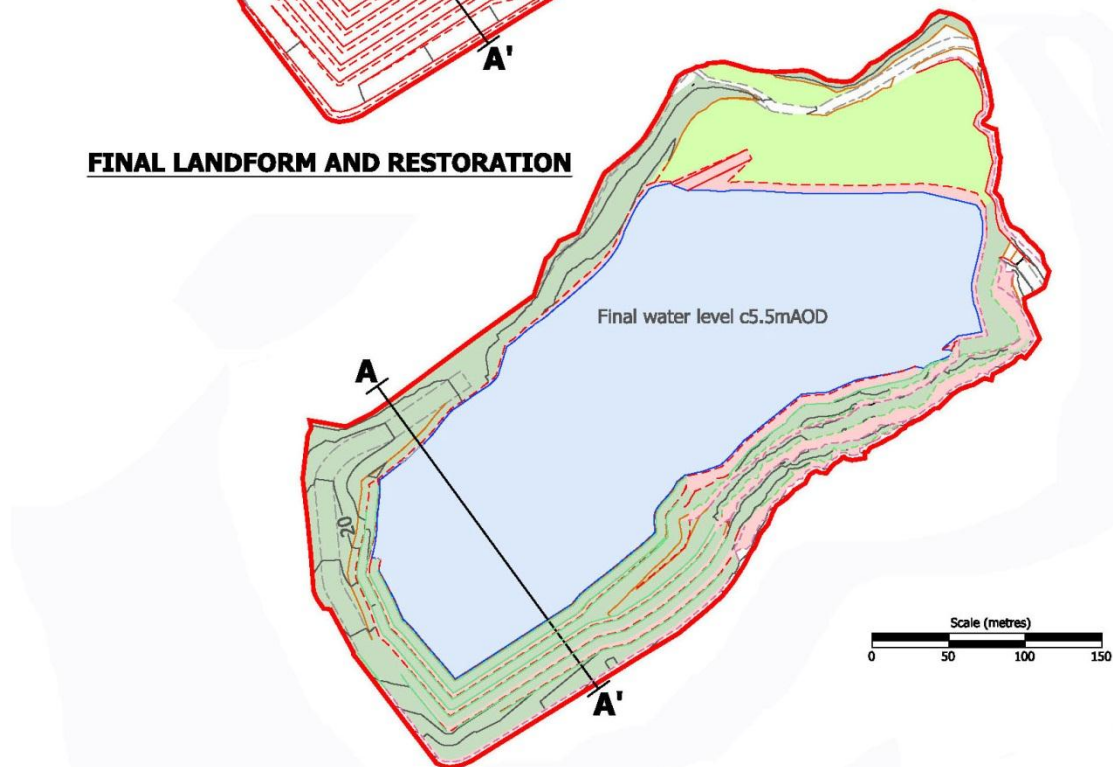 A'
FINAL LANDFORM AND RESTORATION
Final water level c5.5mAOD
A
20
Scale (metres)
0 50 100 150
A'